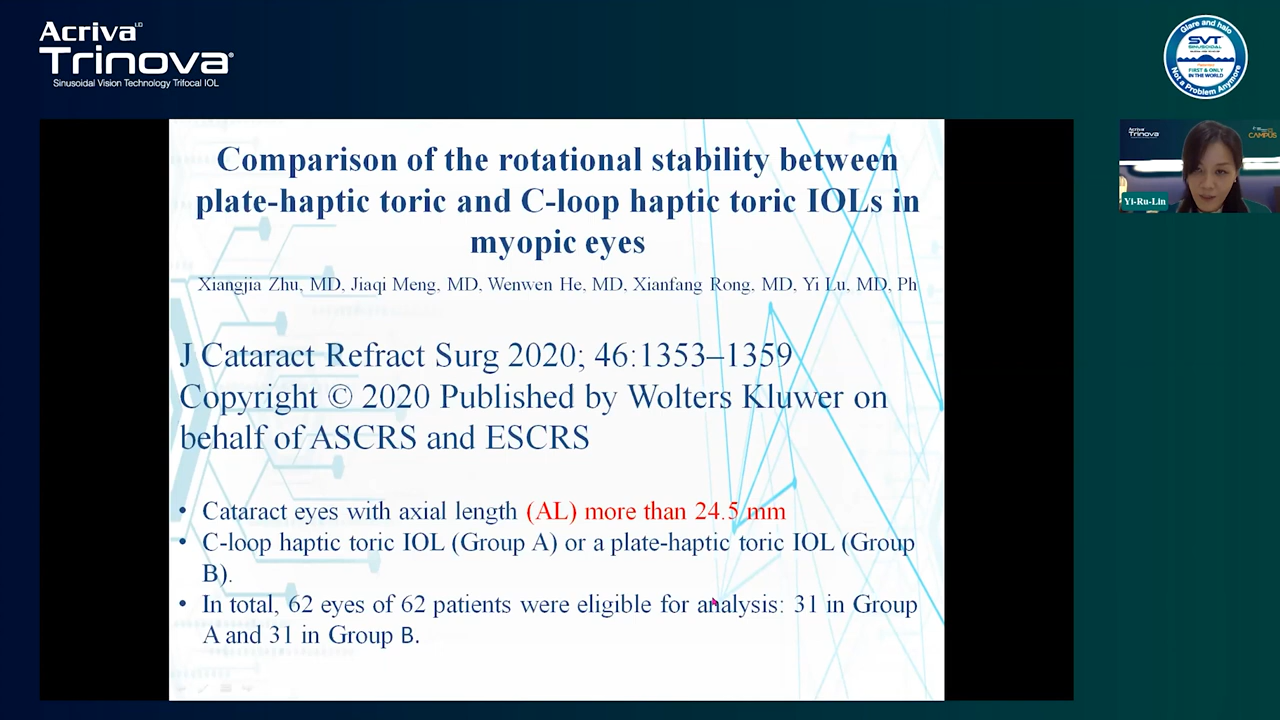 Acriva UD
Trinova®
Sinusoidal Vision Technology Trifocal IOL
Glare and halo
SVT
SINUSOIDAL
FIRST & ONLY
IN THE WORLD
Not a Problem Anymore
Comparison of the rotational stability between
plate-haptic toric and C-loop haptic toric IOLs in
myopic eyes
Xiangjia Zhu, MD, Jiaqi Meng, MD, Wenwen He, MD, Xianfang Rong, MD, Yi Lu, MD, Ph
J Cataract Refract Surg 2020; 46:1353–1359
Copyright © 2020 Published by Wolters Kluwer on
behalf of ASCRS and ESCRS
• Cataract eyes with axial length (AL) more than 24.5 mm
• C-loop haptic toric IOL (Group A) or a plate-haptic toric IOL (Group
B).
• In total, 62 eyes of 62 patients were eligible for analysis: 31 in Group
A and 31 in Group B.
Acriva
Trinova
CAMPUS
Yi-Ru-Lin